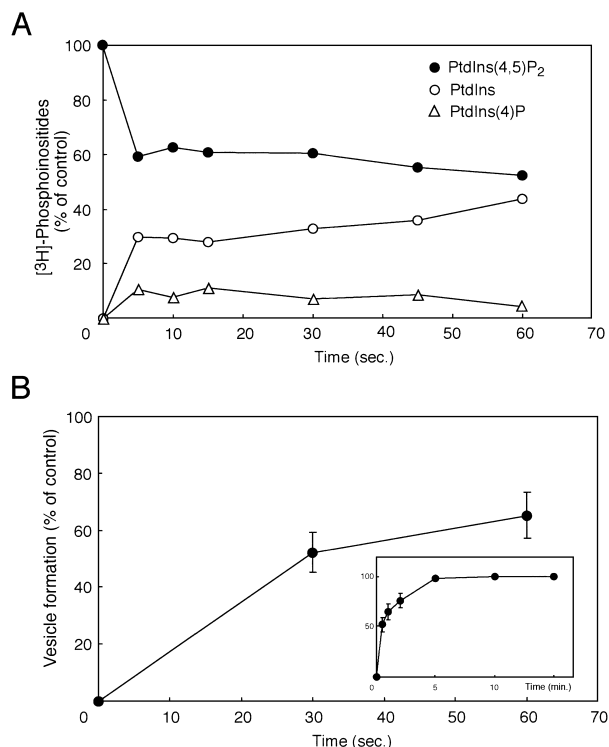 A
100
80
60
40
20
0
[3H]-Phosphoinositides
(% of control)
PtdIns(4,5)P2
PtdIns
PtdIns(4)P
10 20 30 40 50 60 70
Time (sec.)
B
100
80
60
40
20
0
Vesicle formation (% of control)
100
50
0 5 10 Time (min.)
10 20 30 40 50 60 70
Time (sec.)